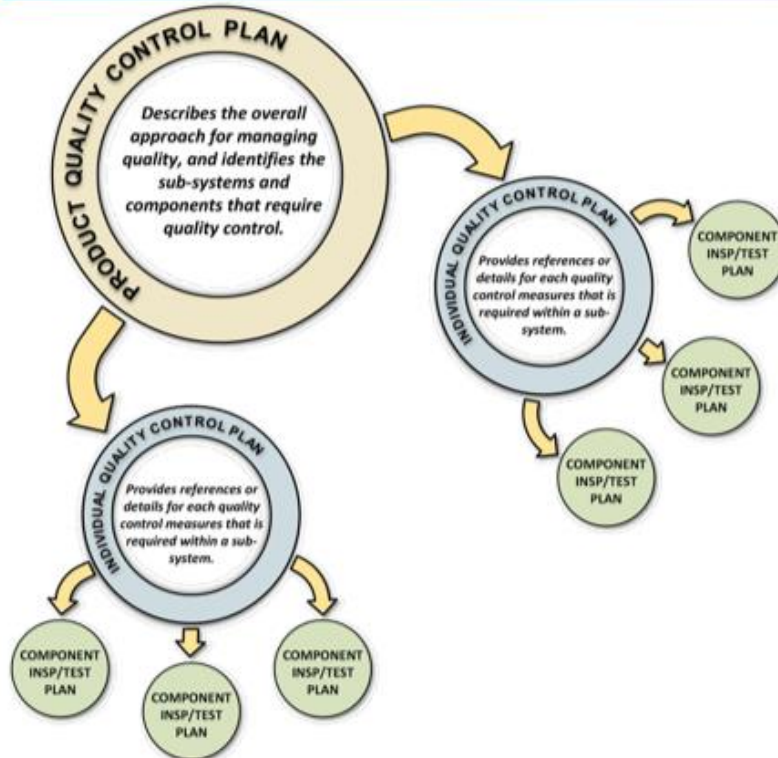 PRODUCT QUALITY CONTROL PLAN
Describes the overall
approach for managing
quality, and identifies the
sub-systems and
components that require
quality control.
INDIVIDUAL QUALITY CONTROL PLAN
Provides references or
details for each quality
control measures that is
required within a sub-
system.
COMPONENT
INSP/TEST
PLAN
COMPONENT
INSP/TEST
PLAN
COMPONENT
INSP/TEST
PLAN
INDIVIDUAL QUALITY CONTROL PLAN
Provides references or
details for each quality
control measures that is
required within a sub-
system.
COMPONENT
INSP/TEST
PLAN
COMPONENT
INSP/TEST
PLAN
COMPONENT
INSP/TEST
PLAN